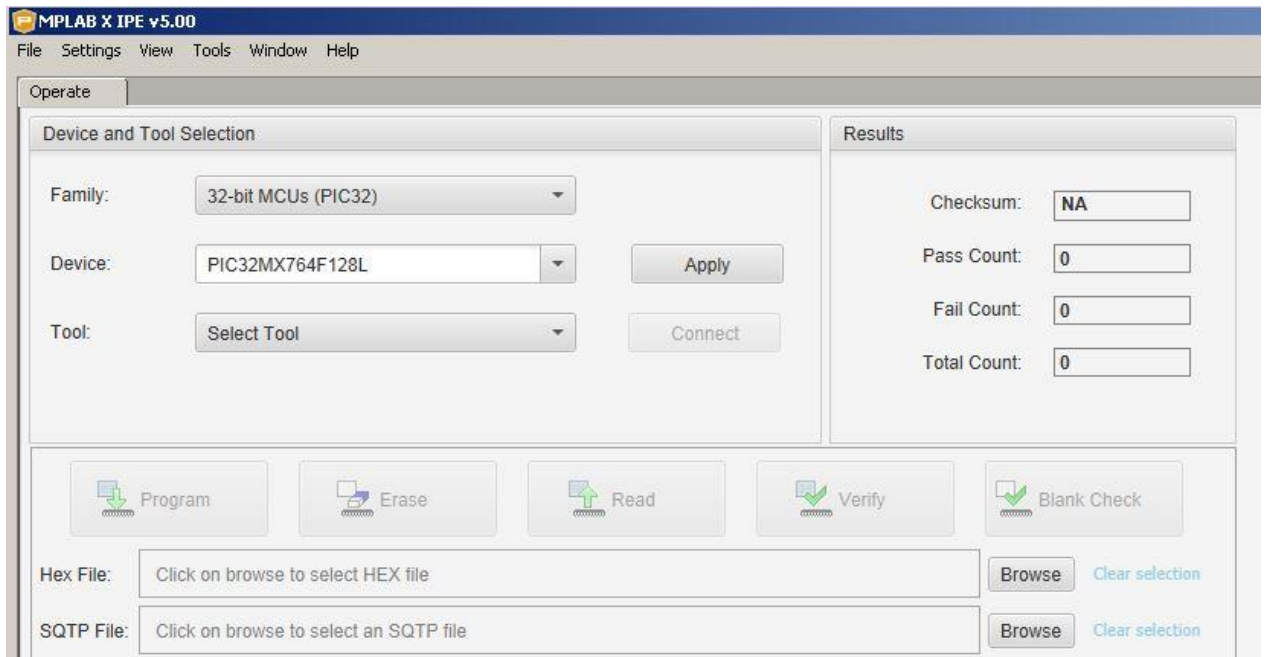 MPLAB X IPE v5.00
File Settings View Tools Window Help
Operate
Device and Tool Selection
Family: 32-bit MCUs (PIC32)
Device: PIC32MX764F128L Apply
Tool: Select Tool Connect
Results
Checksum: NA
Pass Count: 0
Fail Count: 0
Total Count: 0
Program Erase Read Verify Blank Check
Hex File: Click on browse to select HEX file Browse Clear selection
SQTP File: Click on browse to select an SQTP file Browse Clear selection